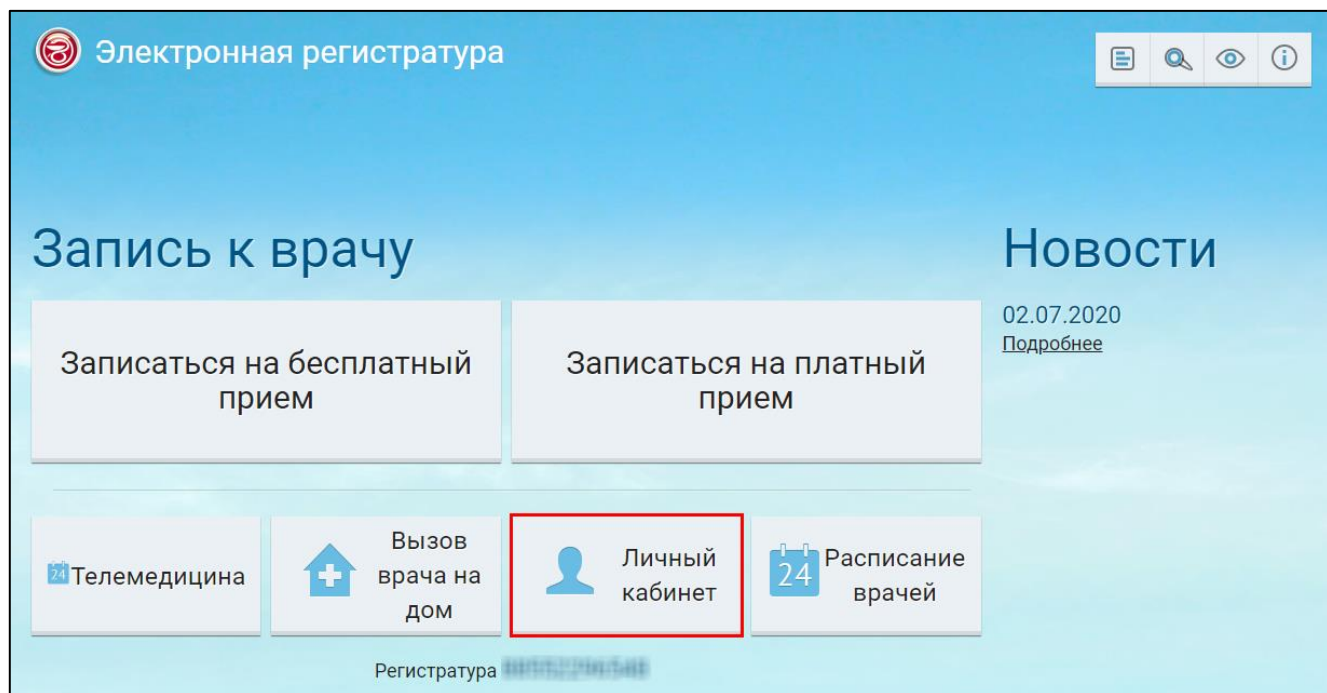 Электронная регистратура
Запись к врачу
Новости
02.07.2020
Подробнее
Записаться на бесплатный
прием
Записаться на платный
прием
24
Телемедицина
Вызов
врача на
дом
Личный
кабинет
24
Расписание
врачей
Регистратура